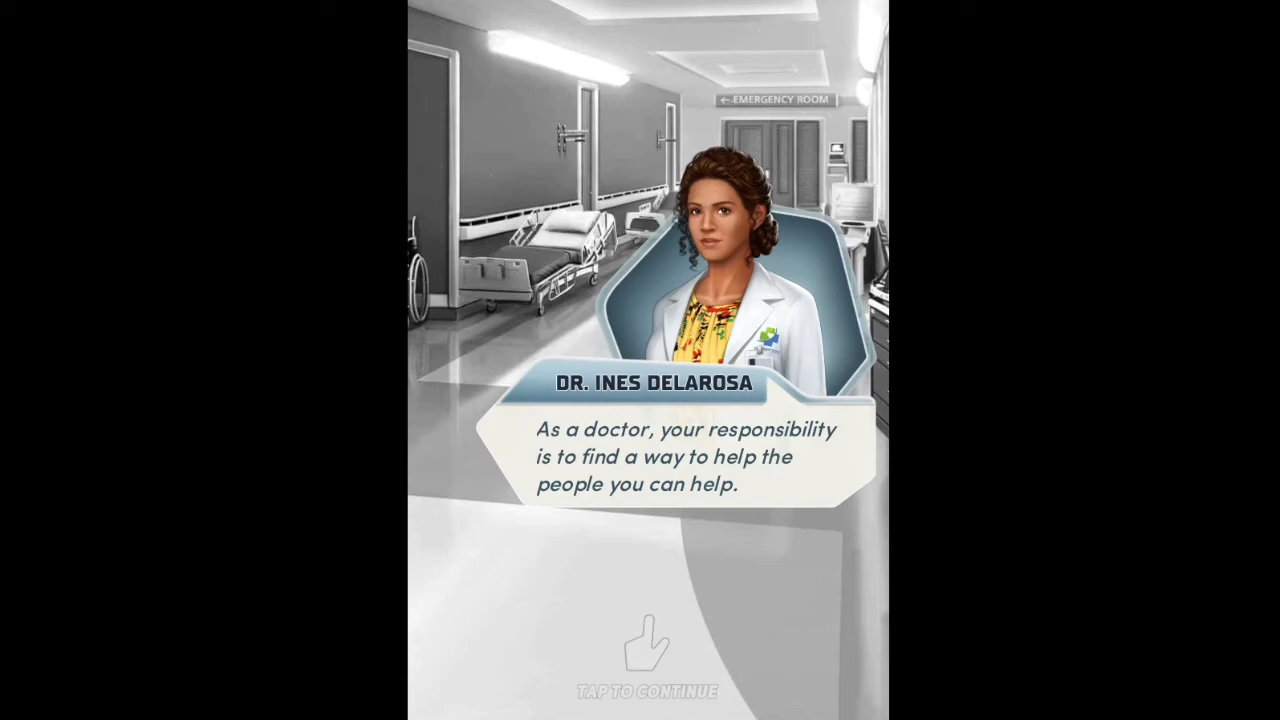 ← EMERGENCY ROOM
DR. INES DELAROSA
As a doctor, your responsibility
is to find a way to help the
people you can help.
TAP TO CONTINUE